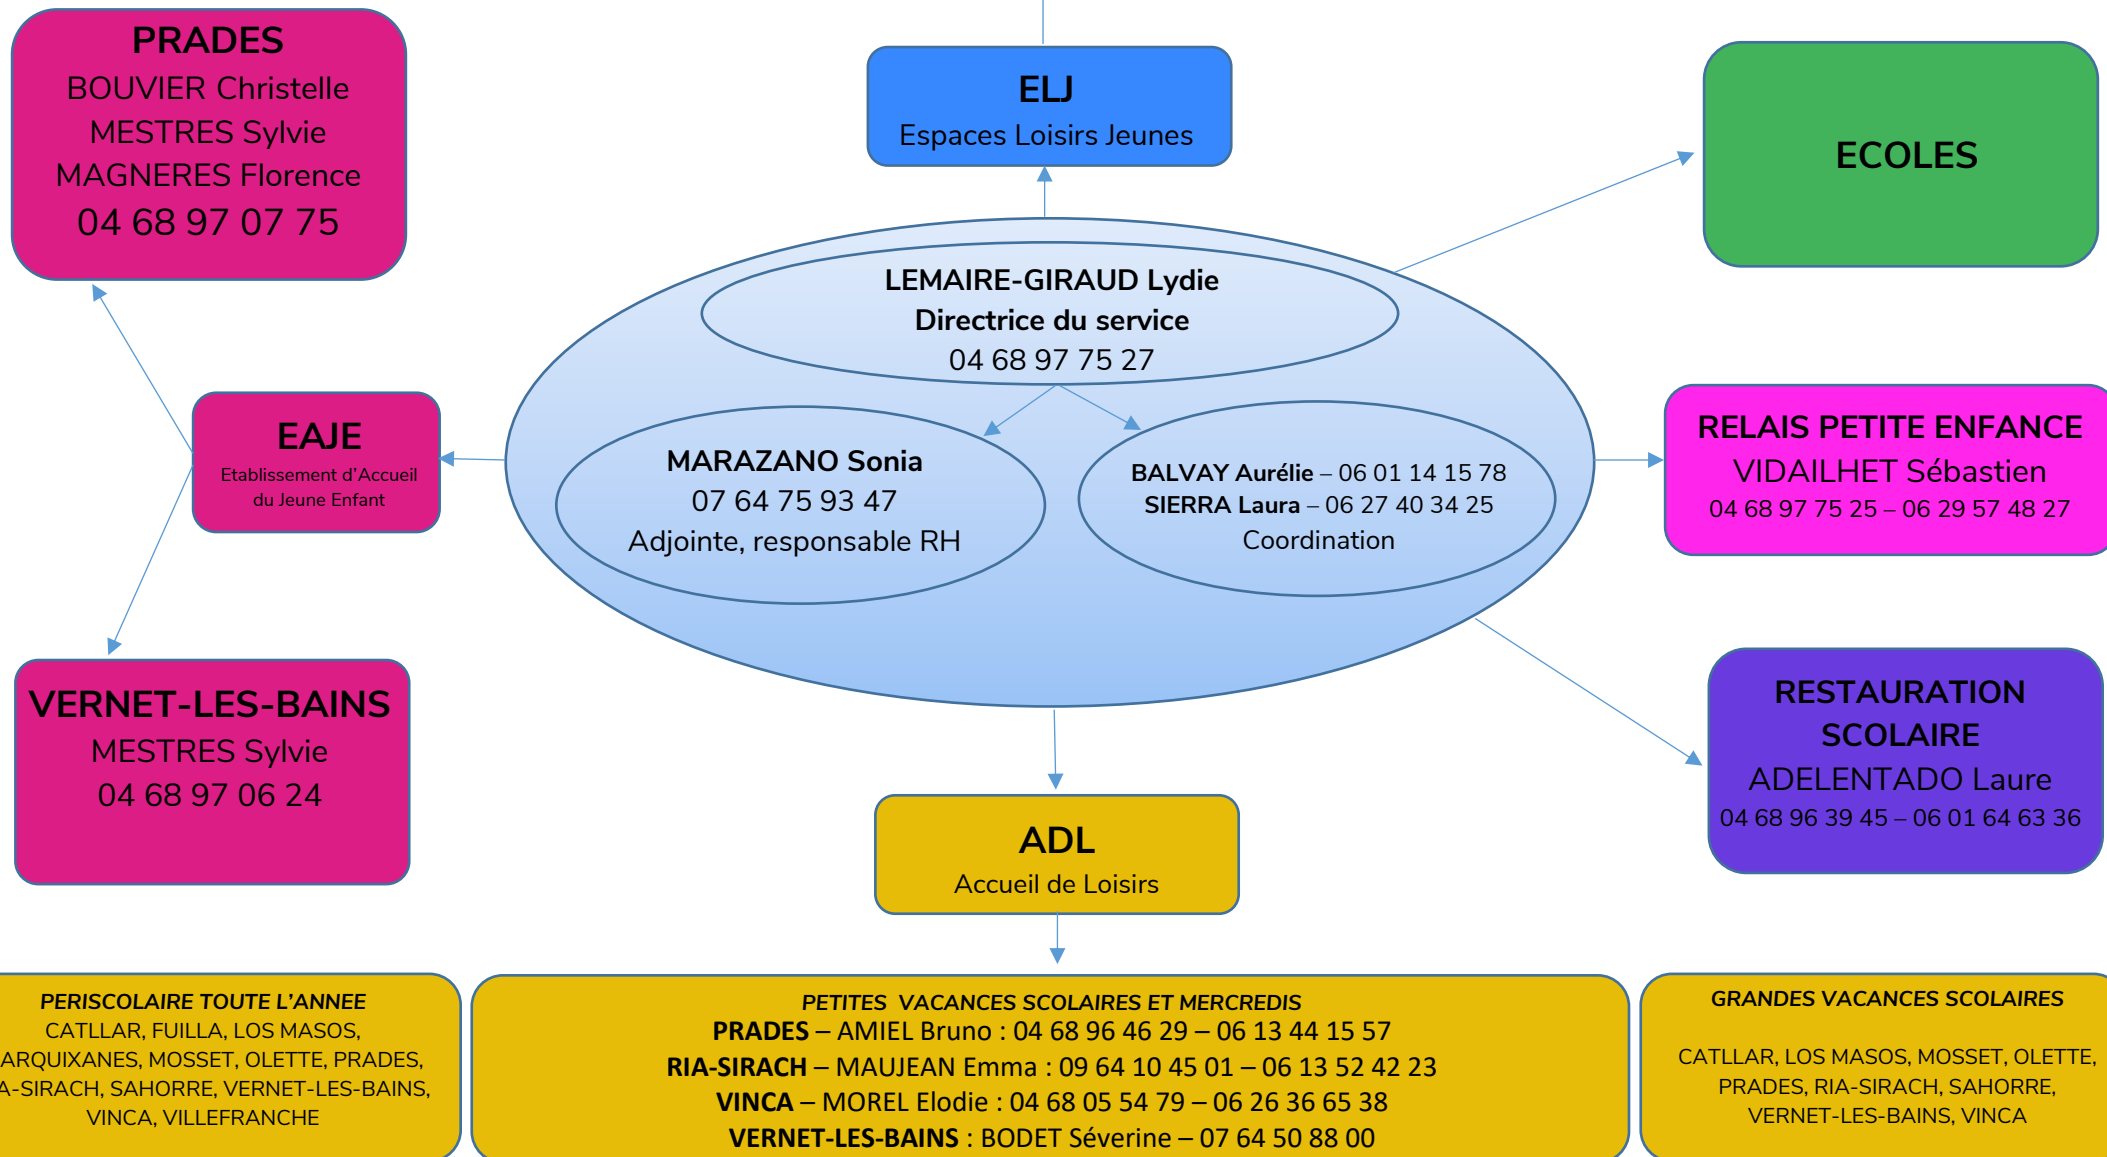 PRADES
BOUVIER Christelle
MESTRES Sylvie
MAGNERES Florence
04 68 97 07 75
ELJ
Espaces Loisirs Jeunes
ECOLES
LEMAIRE-GIRAUD Lydie
Directrice du service
04 68 97 75 27
EAJE
Etablissement d’Accueil
du Jeune Enfant
MARAZANO Sonia
07 64 75 93 47
Adjointe, responsable RH
BALVAY Aurélie – 06 01 14 15 78
SIERRA Laura – 06 27 40 34 25
Coordination
RELAIS PETITE ENFANCE
VIDAILHET Sébastien
04 68 97 75 25 – 06 29 57 48 27
VERNET-LES-BAINS
MESTRES Sylvie
04 68 97 06 24
RESTAURATION
SCOLAIRE
ADELENTADO Laure
04 68 96 39 45 – 06 01 64 63 36
ADL
Accueil de Loisirs
PERISCOLAIRE TOUTE L’ANNEE
CATLLAR, FUILLA, LOS MASOS,
ARQUIXANES, MOSSET, OLETTE, PRADES,
A-SIRACH, SAHORRE, VERNET-LES-BAINS,
VINCA, VILLEFRANCHE
PETITES VACANCES SCOLAIRES ET MERCREDIS
PRADES – AMIEL Bruno : 04 68 96 46 29 – 06 13 44 15 57
RIA-SIRACH – MAUJEAN Emma : 09 64 10 45 01 – 06 13 52 42 23
VINCA – MOREL Elodie : 04 68 05 54 79 – 06 26 36 65 38
VERNET-LES-BAINS : BODET Séverine – 07 64 50 88 00
GRANDES VACANCES SCOLAIRES
CATLLAR, LOS MASOS, MOSSET, OLETTE,
PRADES, RIA-SIRACH, SAHORRE,
VERNET-LES-BAINS, VINCA